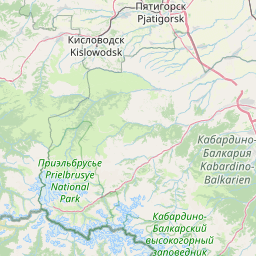 Пятигорск
Pjatigorsk
Кисловодск
Kislowodsk
Кабардино-
Балкария
Kabardino-
Balkarien
Приэльбрусье
Prielbrusye
National
Park
Кабардино-
Балкарский
высокогорный
заповедник